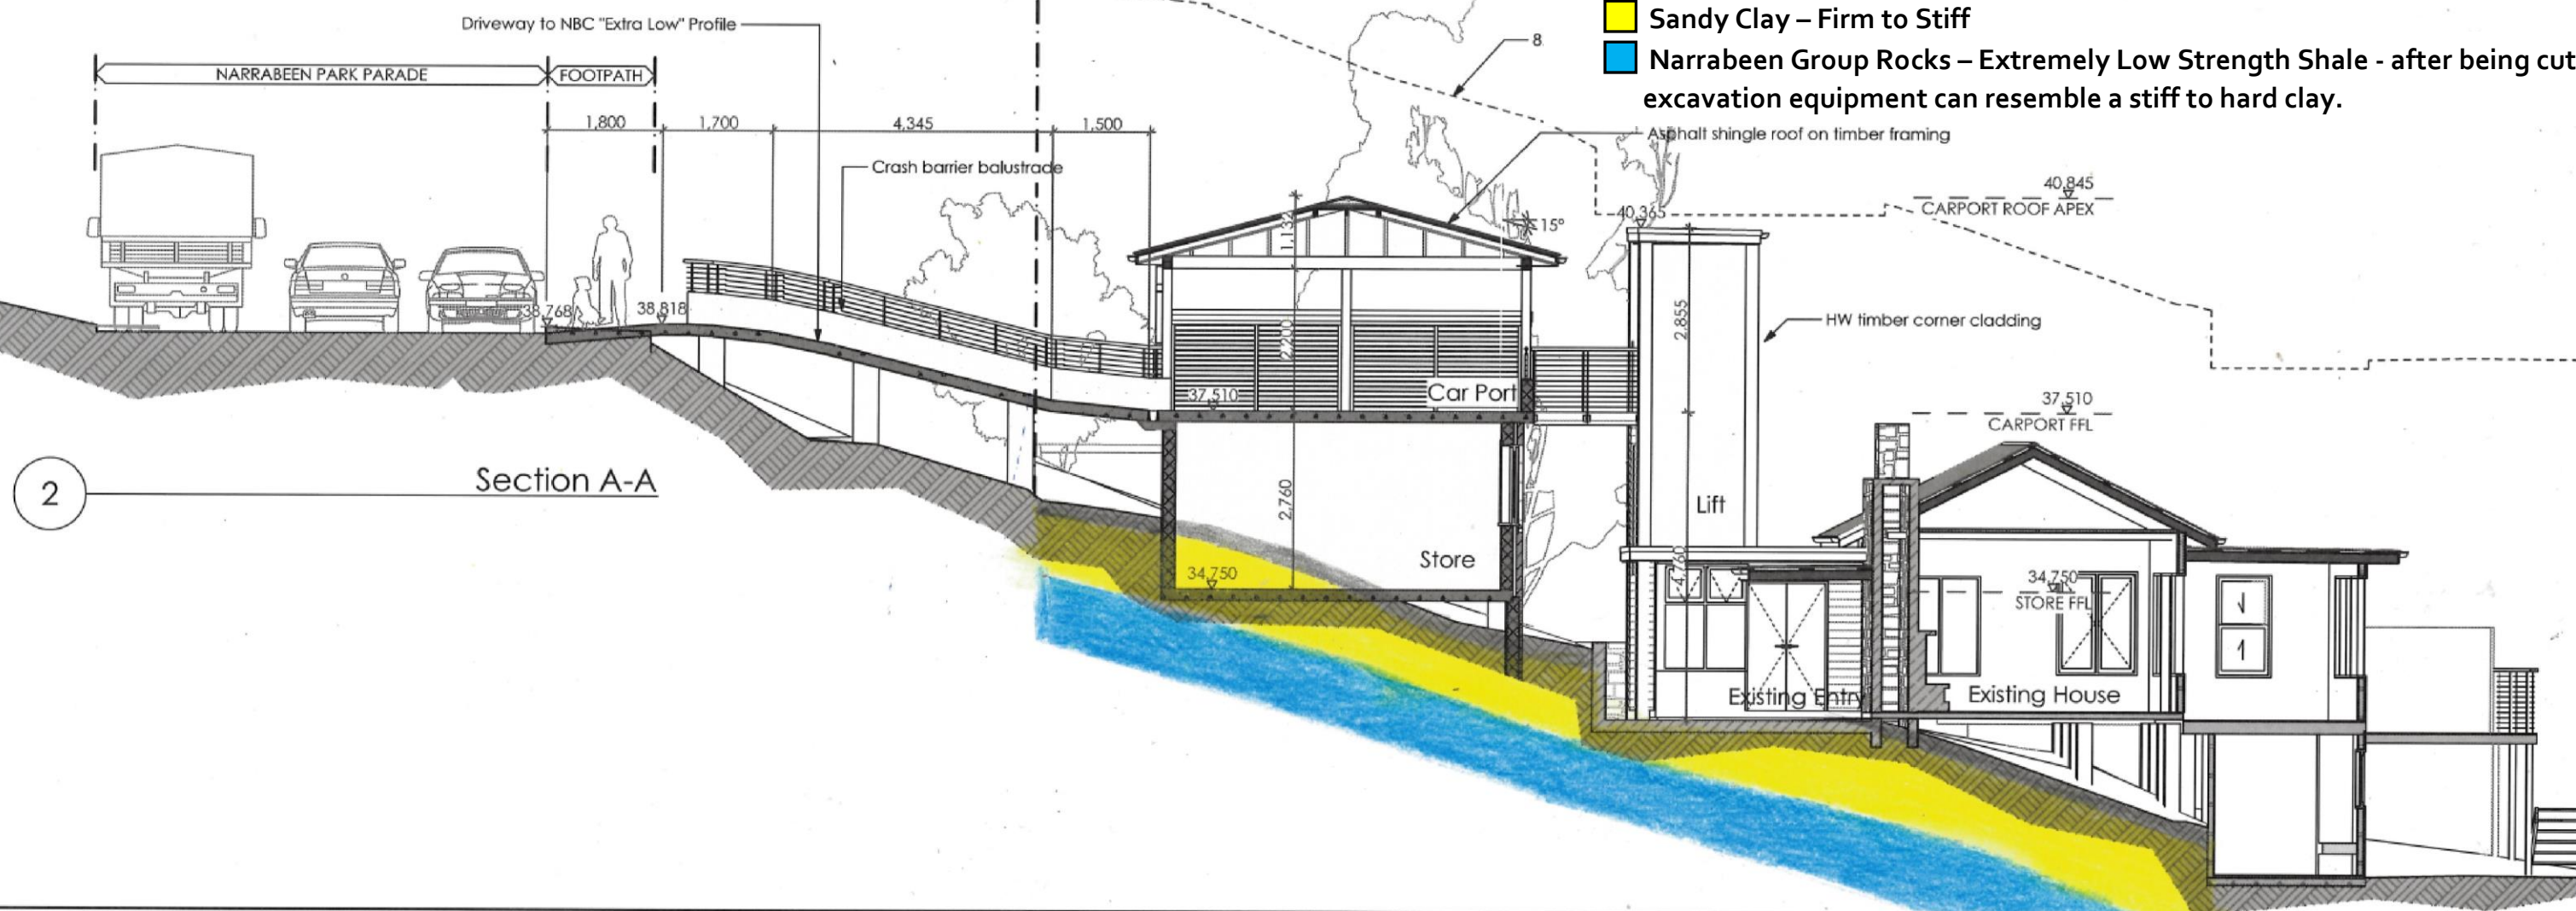 Driveway to NBC "Extra Low" Profile
Sandy Clay – Firm to Stiff
Narrabeen Group Rocks – Extremely Low Strength Shale - after being cut
excavation equipment can resemble a stiff to hard clay.
8
NARRABEEN PARK PARADE
FOOTPATH
1,800
1,700
4,345
1,500
Crash barrier balustrade
Asphalt shingle roof on timber framing
40,845
CARPORT ROOF APEX
40,365
15°
1,132
38,768
38,818
2,200
2,855
HW timber corner cladding
37,510
Car Port
37,510
CARPORT FFL
2
Section A-A
2,760
Lift
Store
34,750
4,760
34,750
STORE FFL
Existing Entry
Existing House